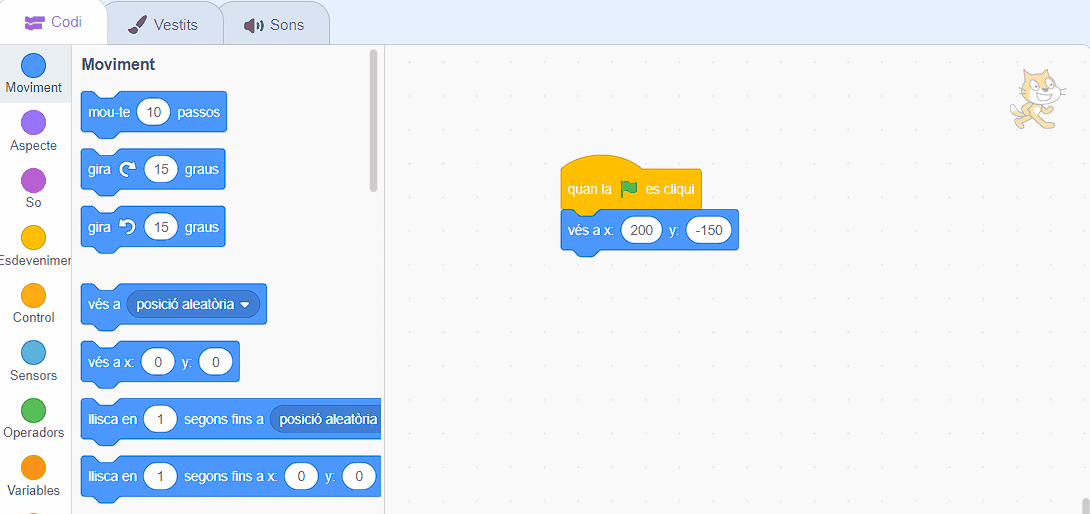 Codi
Vestits
Sons
Moviment
Aspecte
So
Esdevenimer
Control
Sensors
Operadors
Variables
Moviment
mou-te 10 passos
gira 15 graus
gira 15 graus
vés a posició aleatòria
vés a x: 0 y: 0
llisca en 1 segons fins a posició aleatòria
llisca en 1 segons fins a x: 0 y: 0
quan la es cliqui
vés a x: 200 y: -150